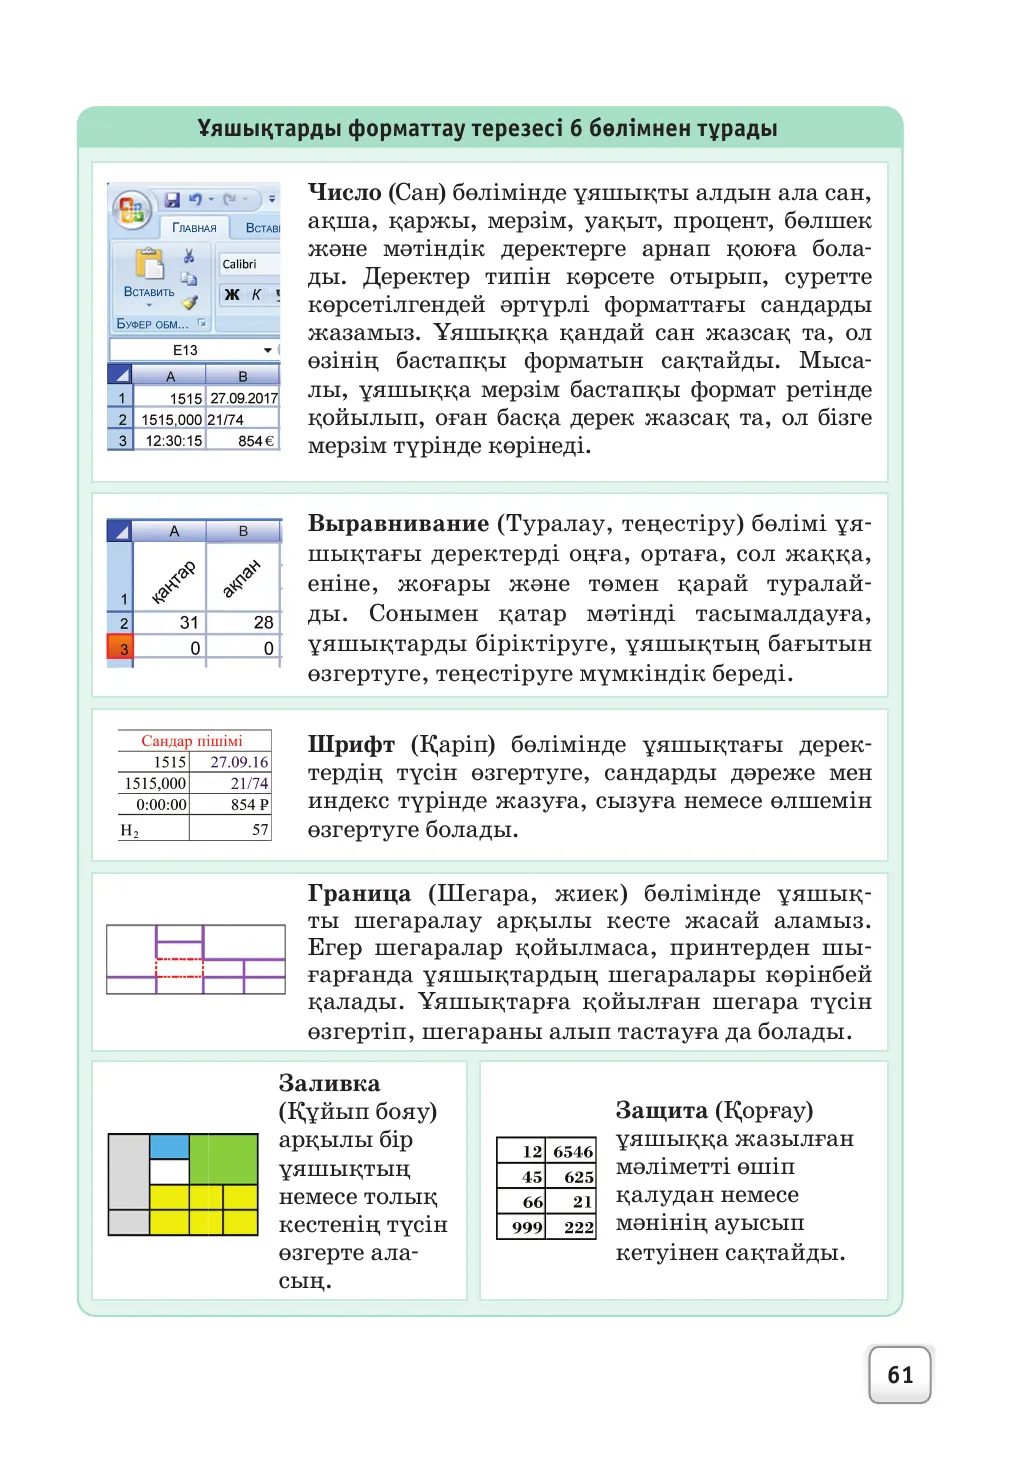 Ұяшықтарды форматтау терезесі 6 бөлімнен тұрады
Главная Встав
Calibri
Вставить
Ж К
Буфер обм...
E13
A B
1 1515 27.09.2017
2 1515,000 21/74
3 12:30:15 854 €
Число (Сан) бөлімінде ұяшықты алдын ала сан,
ақша, қаржы, мерзім, уақыт, процент, бөлшек
және мәтіндік деректерге арнап қоюға бола-
ды. Деректер типін көрсете отырып, суретте
көрсетілгендей әртүрлі форматтағы сандарды
жазамыз. Ұяшыққа қандай сан жазсақ та, ол
өзінің бастапқы форматын сақтайды. Мыса-
лы, ұяшыққа мерзім бастапқы формат ретінде
қойылып, оған басқа дерек жазсақ та, ол бізге
мерзім түрінде көрінеді.
A B
1 қаңтар ақпан
2 31 28
3 0 0
Выравнивание (Туралау, теңестіру) бөлімі ұя-
шықтағы деректерді оңға, ортаға, сол жаққа,
еніне, жоғары және төмен қарай туралай-
ды. Сонымен қатар мәтінді тасымалдауға,
ұяшықтарды біріктіруге, ұяшықтың бағытын
өзгертуге, теңестіруге мүмкіндік береді.
Сандар пішімі
1515 27.09.16
1515,000 21/74
0:00:00 854 ₽
H₂ 57
Шрифт (Қаріп) бөлімінде ұяшықтағы дерек-
тердің түсін өзгертуге, сандарды дәреже мен
индекс түрінде жазуға, сызуға немесе өлшемін
өзгертуге болады.
Граница (Шегара, жиек) бөлімінде ұяшық-
ты шегаралау арқылы кесте жасай аламыз.
Егер шегаралар қойылмаса, принтерден шы-
ғарғанда ұяшықтардың шегаралары көрінбей
қалады. Ұяшықтарға қойылған шегара түсін
өзгертіп, шегараны алып тастауға да болады.
Заливка
(Құйып бояу)
арқылы бір
ұяшықтың
немесе толық
кестенің түсін
өзгерте ала-
сың.
12 6546
45 625
66 21
999 222
Защита (Қорғау)
ұяшыққа жазылған
мәліметті өшіп
қалудан немесе
мәнінің ауысып
кетуінен сақтайды.
61